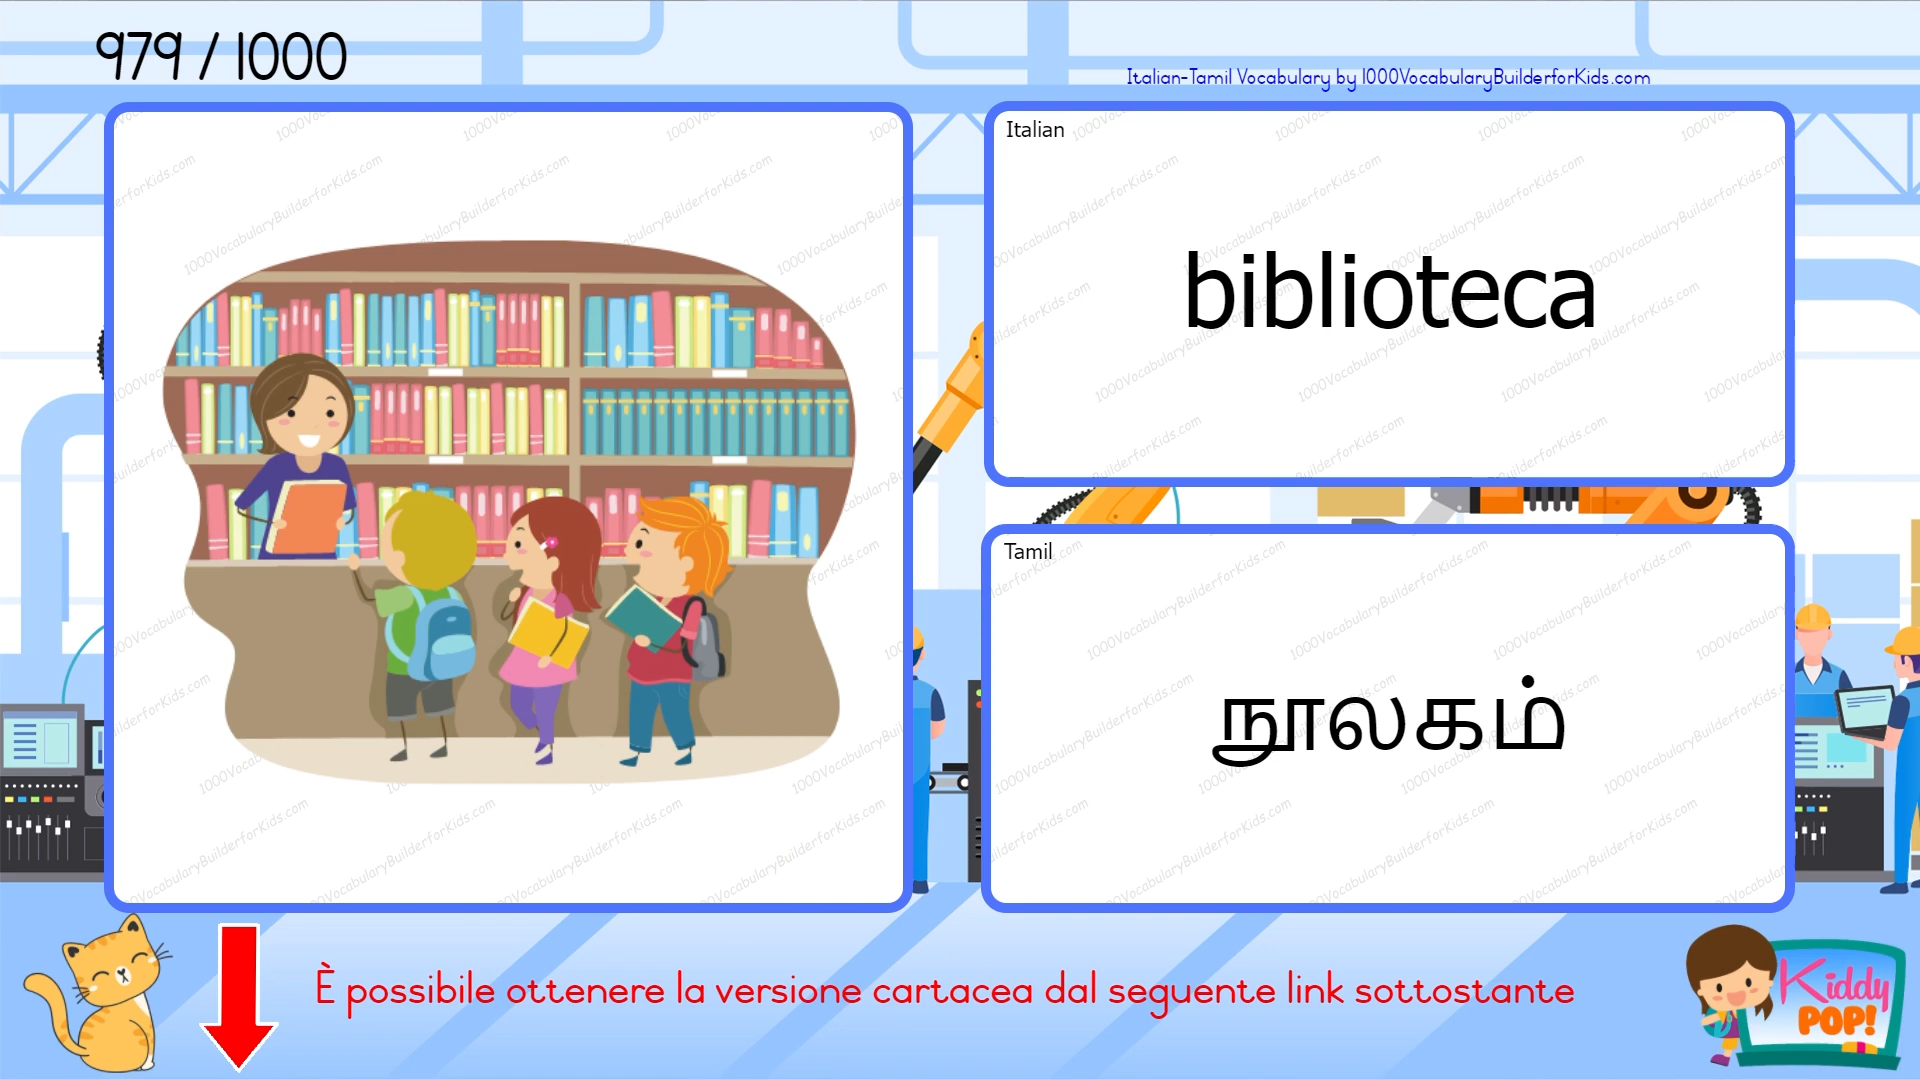 979 / 1000
Italian-Tamil Vocabulary by 1000VocabularyBuilderforKids.com
Italian
biblioteca
Tamil
நூலகம்
È possibile ottenere la versione cartacea dal seguente link sottostante
Kiddy
POP!